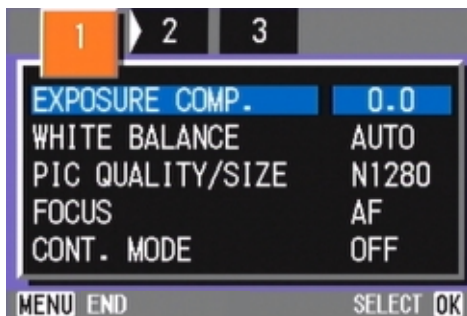 1 2 3
EXPOSURE COMP. 0.0
WHITE BALANCE AUTO
PIC QUALITY/SIZE N1280
FOCUS AF
CONT. MODE OFF
MENU END SELECT OK